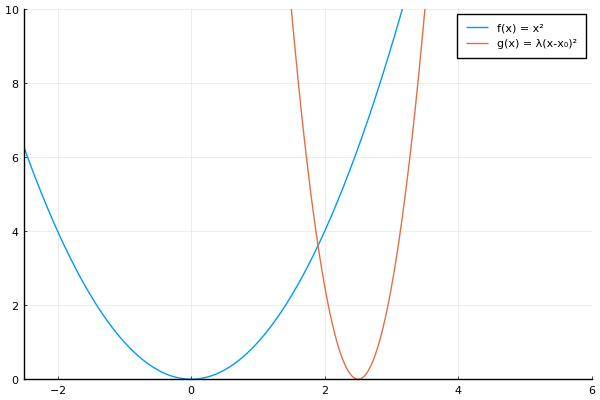 10
f(x) = x²
g(x) = λ(x-x₀)²
8
6
4
2
0
−2 0 2 4 6